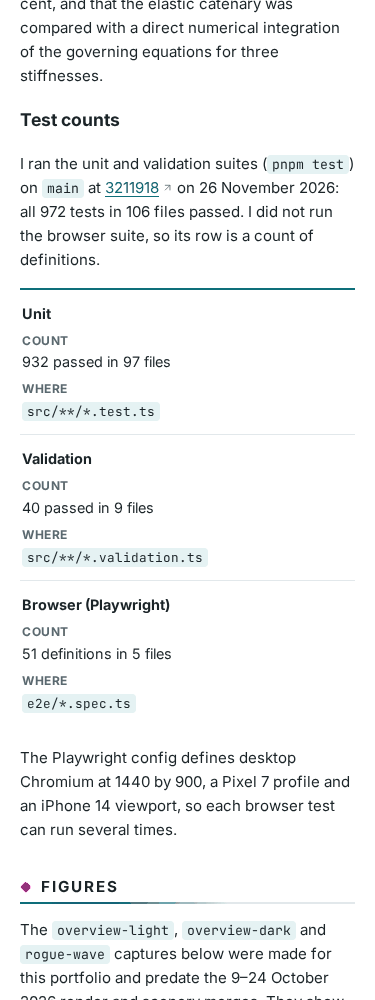 cent, and that the elastic catenary was
compared with a direct numerical integration
of the governing equations for three
stiffnesses.
Test counts
I ran the unit and validation suites (pnpm test)
on main at 3211918 ↗ on 26 November 2026:
all 972 tests in 106 files passed. I did not run
the browser suite, so its row is a count of
definitions.
Unit
COUNT
932 passed in 97 files
WHERE
src/**/*.test.ts
Validation
COUNT
40 passed in 9 files
WHERE
src/**/*.validation.ts
Browser (Playwright)
COUNT
51 definitions in 5 files
WHERE
e2e/*.spec.ts
The Playwright config defines desktop
Chromium at 1440 by 900, a Pixel 7 profile and
an iPhone 14 viewport, so each browser test
can run several times.
FIGURES
The overview-light, overview-dark and
rogue-wave captures below were made for
this portfolio and predate the 9–24 October
2026 render and scenery merges. They show